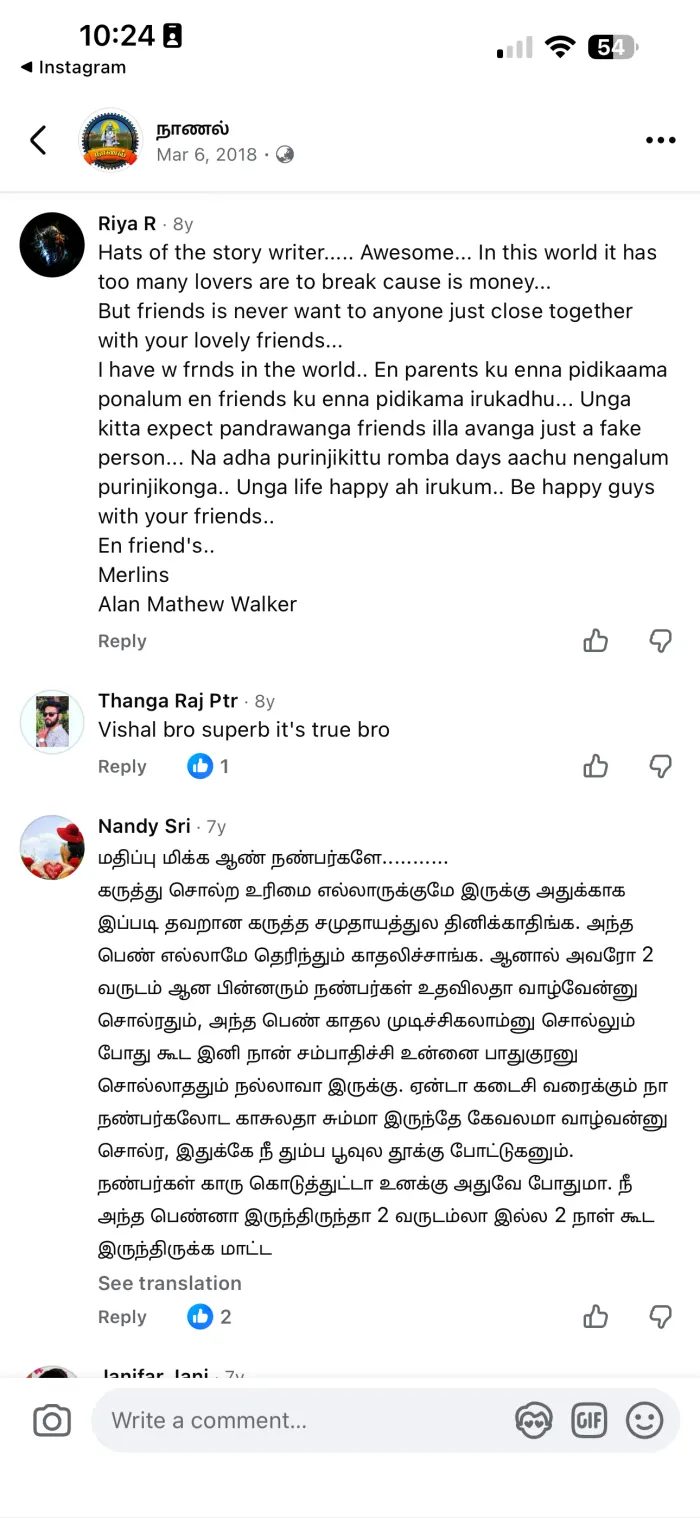 10:24
54
◀ Instagram
நாணல்
Mar 6, 2018 ·
Riya R · 8y
Hats of the story writer..... Awesome... In this world it has
too many lovers are to break cause is money...
But friends is never want to anyone just close together
with your lovely friends...
I have w frnds in the world.. En parents ku enna pidikaama
ponalum en friends ku enna pidikama irukadhu... Unga
kitta expect pandrawanga friends illa avanga just a fake
person... Na adha purinjikittu romba days aachu nengalum
purinjikonga.. Unga life happy ah irukum.. Be happy guys
with your friends..
En friend's..
Merlins
Alan Mathew Walker
Reply
Thanga Raj Ptr · 8y
Vishal bro superb it's true bro
Reply 1
Nandy Sri · 7y
மதிப்பு மிக்க ஆண் நண்பர்களே...........
கருத்து சொல்ற உரிமை எல்லாருக்குமே இருக்கு அதுக்காக
இப்படி தவறான கருத்த சமுதாயத்துல தினிக்காதிங்க. அந்த
பெண் எல்லாமே தெரிந்தும் காதலிச்சாங்க. ஆனால் அவரோ 2
வருடம் ஆன பின்னரும் நண்பர்கள் உதவிலதா வாழ்வேன்னு
சொல்ரதும், அந்த பெண் காதல முடிச்சிகலாம்னு சொல்லும்
போது கூட இனி நான் சம்பாதிச்சி உன்னை பாதுகுரனு
சொல்லாததும் நல்லாவா இருக்கு. ஏன்டா கடைசி வரைக்கும் நா
நண்பர்கலோட காசுலதா சும்மா இருந்தே கேவலமா வாழ்வன்னு
சொல்ர, இதுக்கே நீ தும்ப பூவுல தூக்கு போட்டுகனும்.
நண்பர்கள் காரு கொடுத்துட்டா உனக்கு அதுவே போதுமா. நீ
அந்த பெண்னா இருந்திருந்தா 2 வருடம்லா இல்ல 2 நாள் கூட
இருந்திருக்க மாட்ட
See translation
Reply 2
Janifar Jani · 7y
Write a comment...
GIF